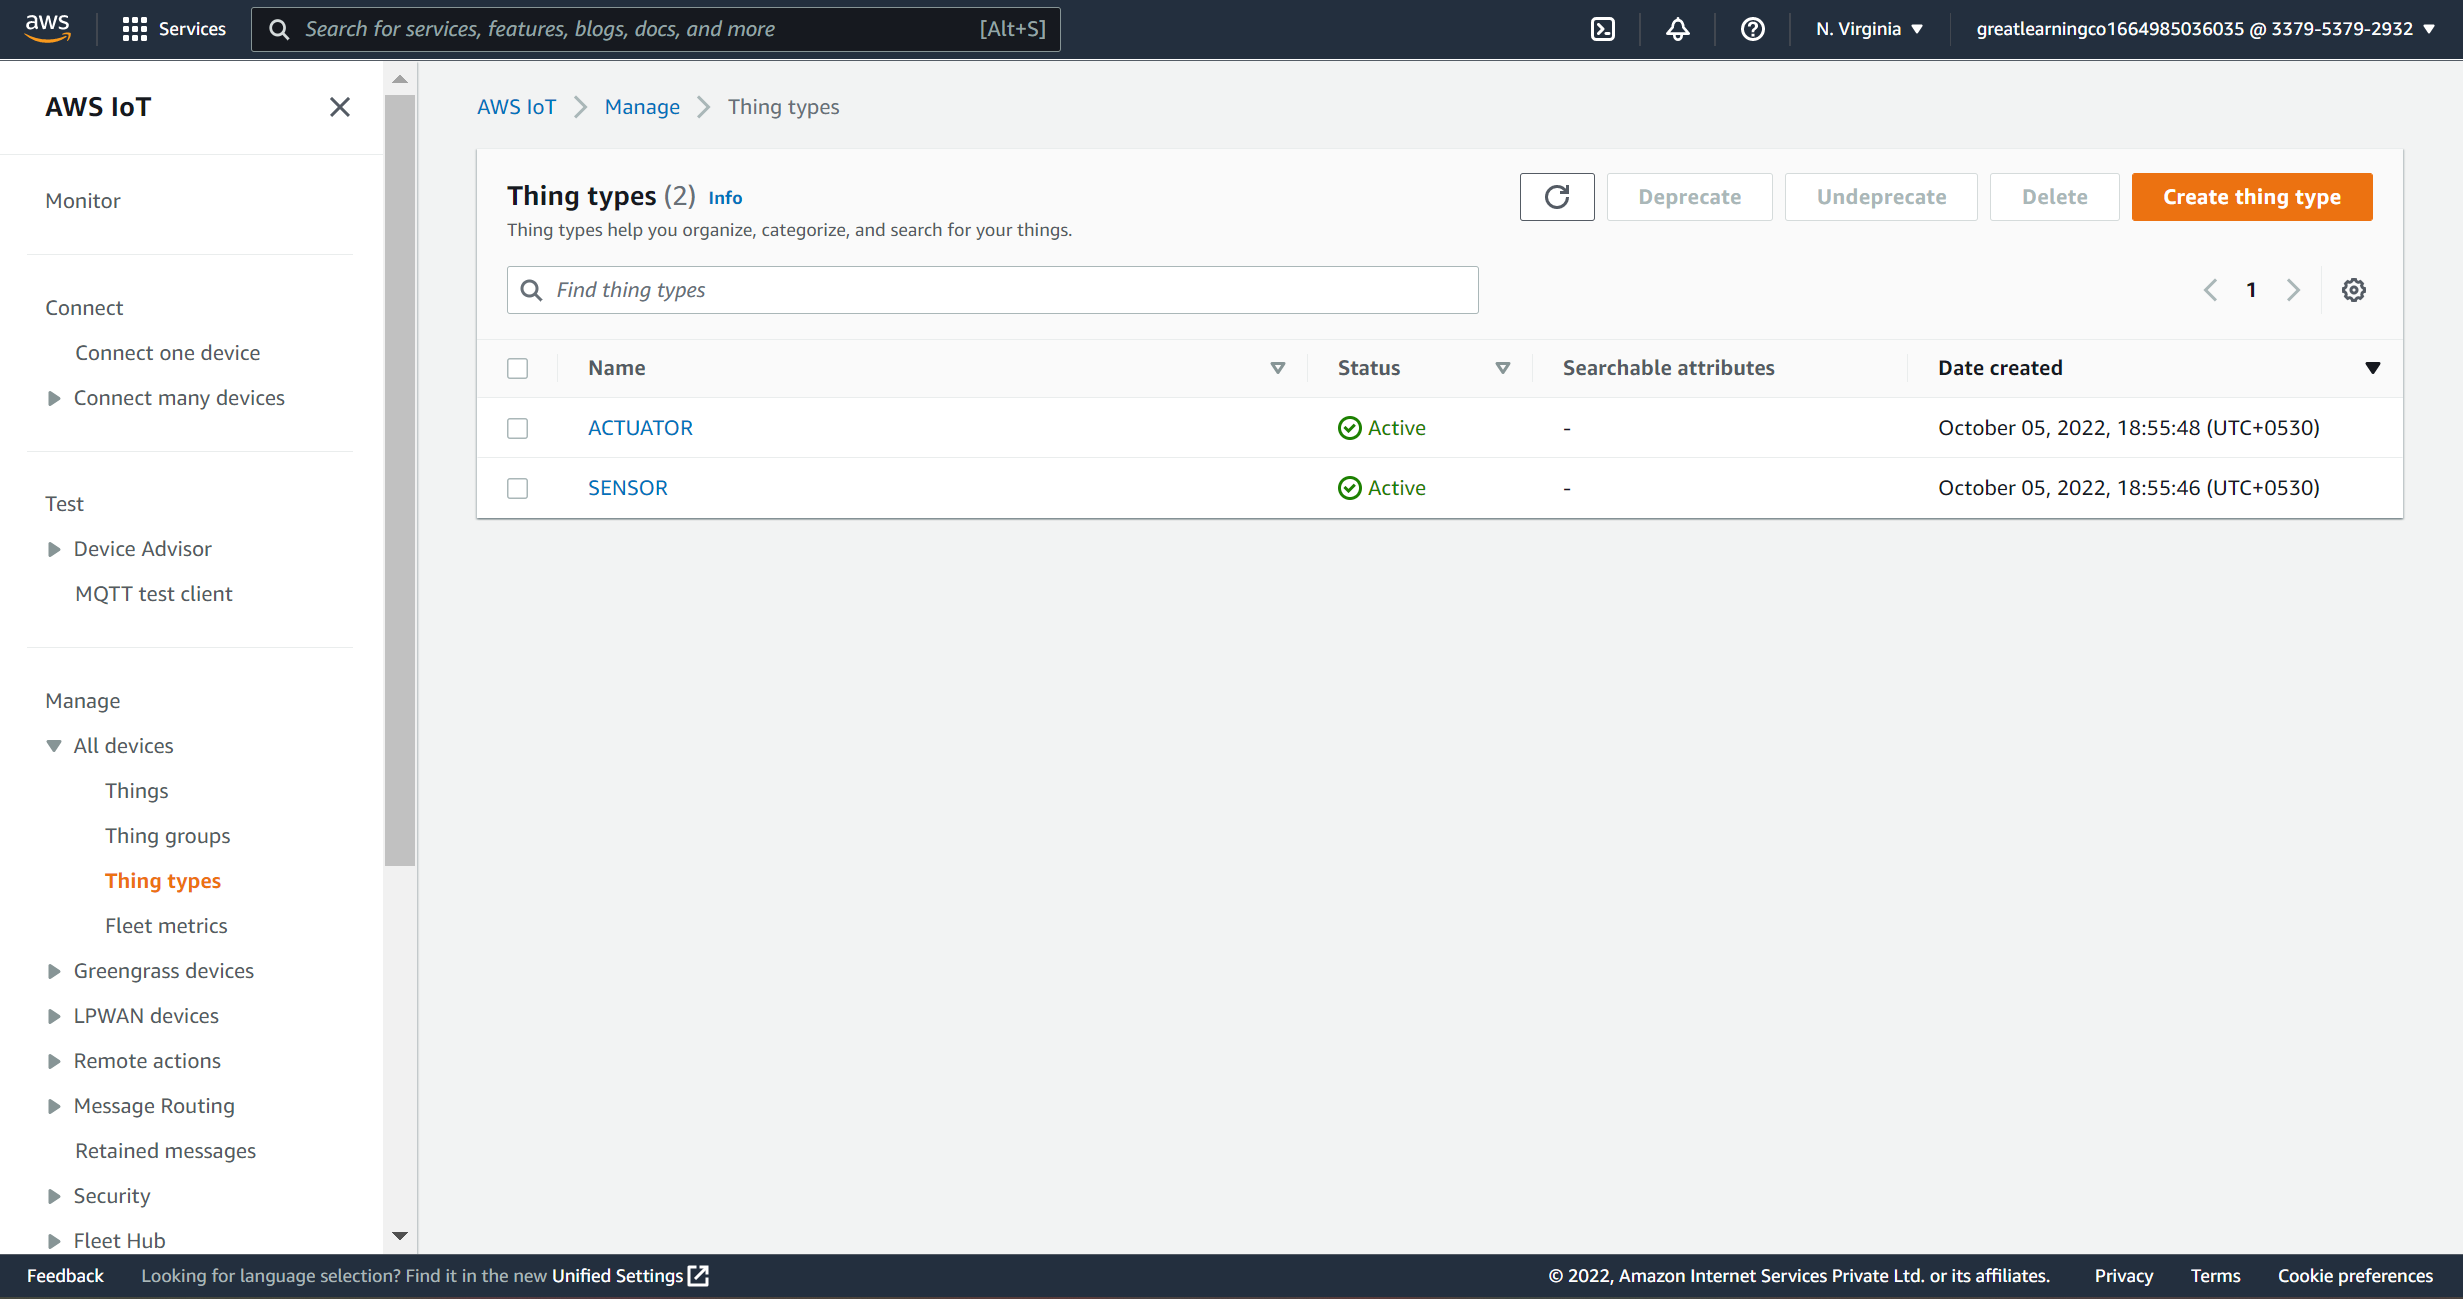 aws
Services
Search for services, features, blogs, docs, and more [Alt+S]
N. Virginia
greatlearningco1664985036035 @ 3379-5379-2932
AWS IoT
Monitor
Connect
Connect one device
Connect many devices
Test
Device Advisor
MQTT test client
Manage
All devices
Things
Thing groups
Thing types
Fleet metrics
Greengrass devices
LPWAN devices
Remote actions
Message Routing
Retained messages
Security
Fleet Hub
AWS IoT Manage Thing types
Thing types (2) Info
Thing types help you organize, categorize, and search for your things.
Deprecate
Undeprecate
Delete
Create thing type
Find thing types
1
Name Status Searchable attributes Date created
ACTUATOR Active - October 05, 2022, 18:55:48 (UTC+0530)
SENSOR Active - October 05, 2022, 18:55:46 (UTC+0530)
Feedback Looking for language selection? Find it in the new Unified Settings
© 2022, Amazon Internet Services Private Ltd. or its affiliates. Privacy Terms Cookie preferences